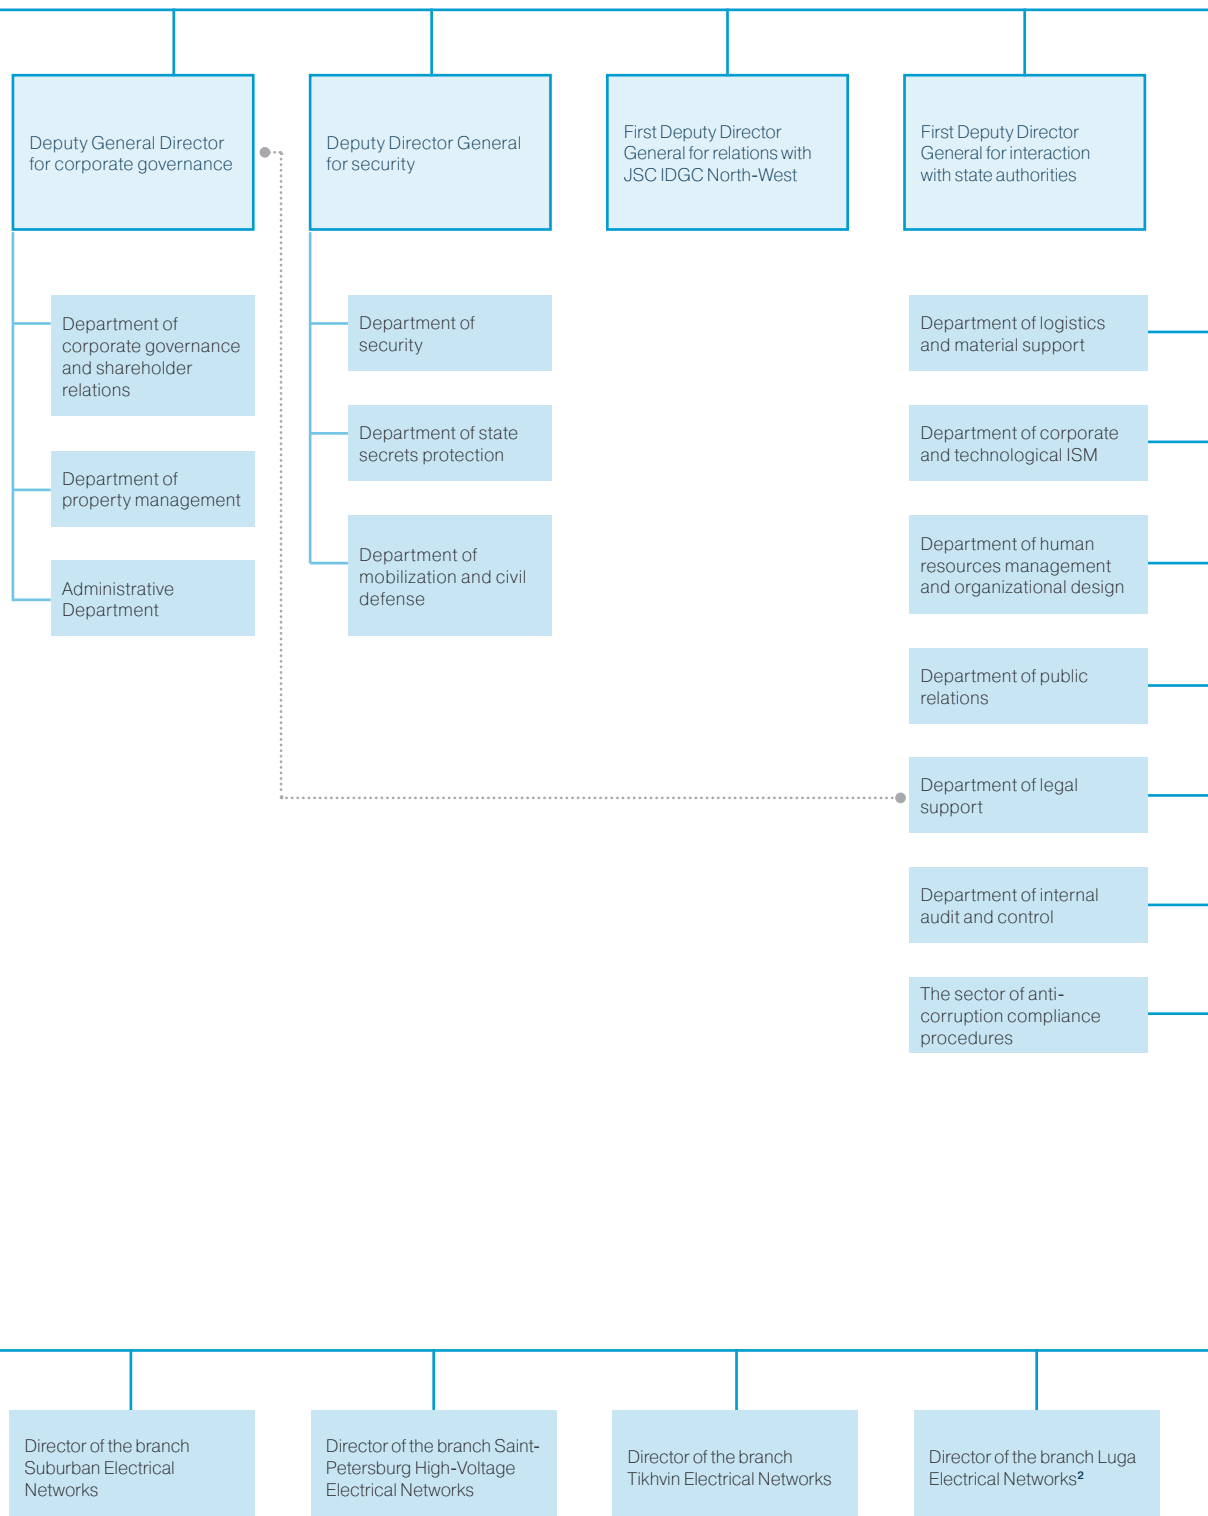 Deputy General Director
for corporate governance
Deputy Director General
for security
First Deputy Director
General for relations with
JSC IDGC North-West
First Deputy Director
General for interaction
with state authorities
Department of
corporate governance
and shareholder
relations
Department of
property management
Administrative
Department
Department of
security
Department of state
secrets protection
Department of
mobilization and civil
defense
Department of logistics
and material support
Department of corporate
and technological ISM
Department of human
resources management
and organizational design
Department of public
relations
Department of legal
support
Department of internal
audit and control
The sector of anti-
corruption compliance
procedures
Director of the branch
Suburban Electrical
Networks
Director of the branch Saint-
Petersburg High-Voltage
Electrical Networks
Director of the branch
Tikhvin Electrical Networks
Director of the branch Luga
Electrical Networks²